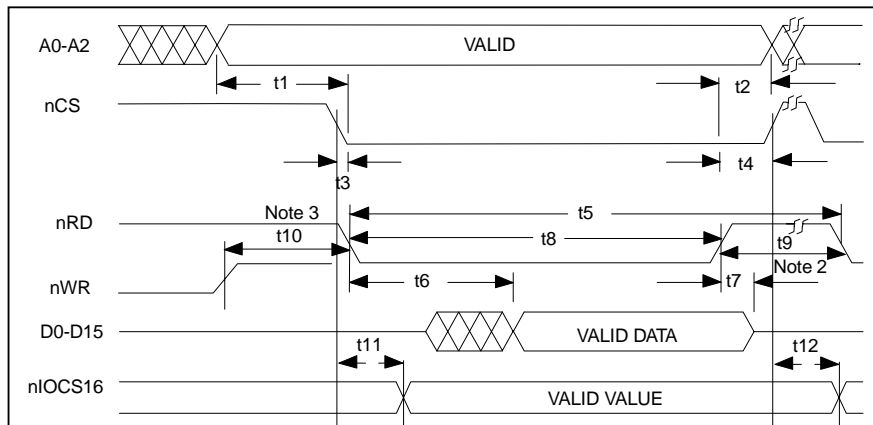 A0-A2
VALID
t1
t2
nCS
t3
t4
nRD
Note 3
t5
t10
t8
t9
nWR
t6
t7
Note 2
D0-D15
VALID DATA
t11
t12
nIOCS16
VALID VALUE